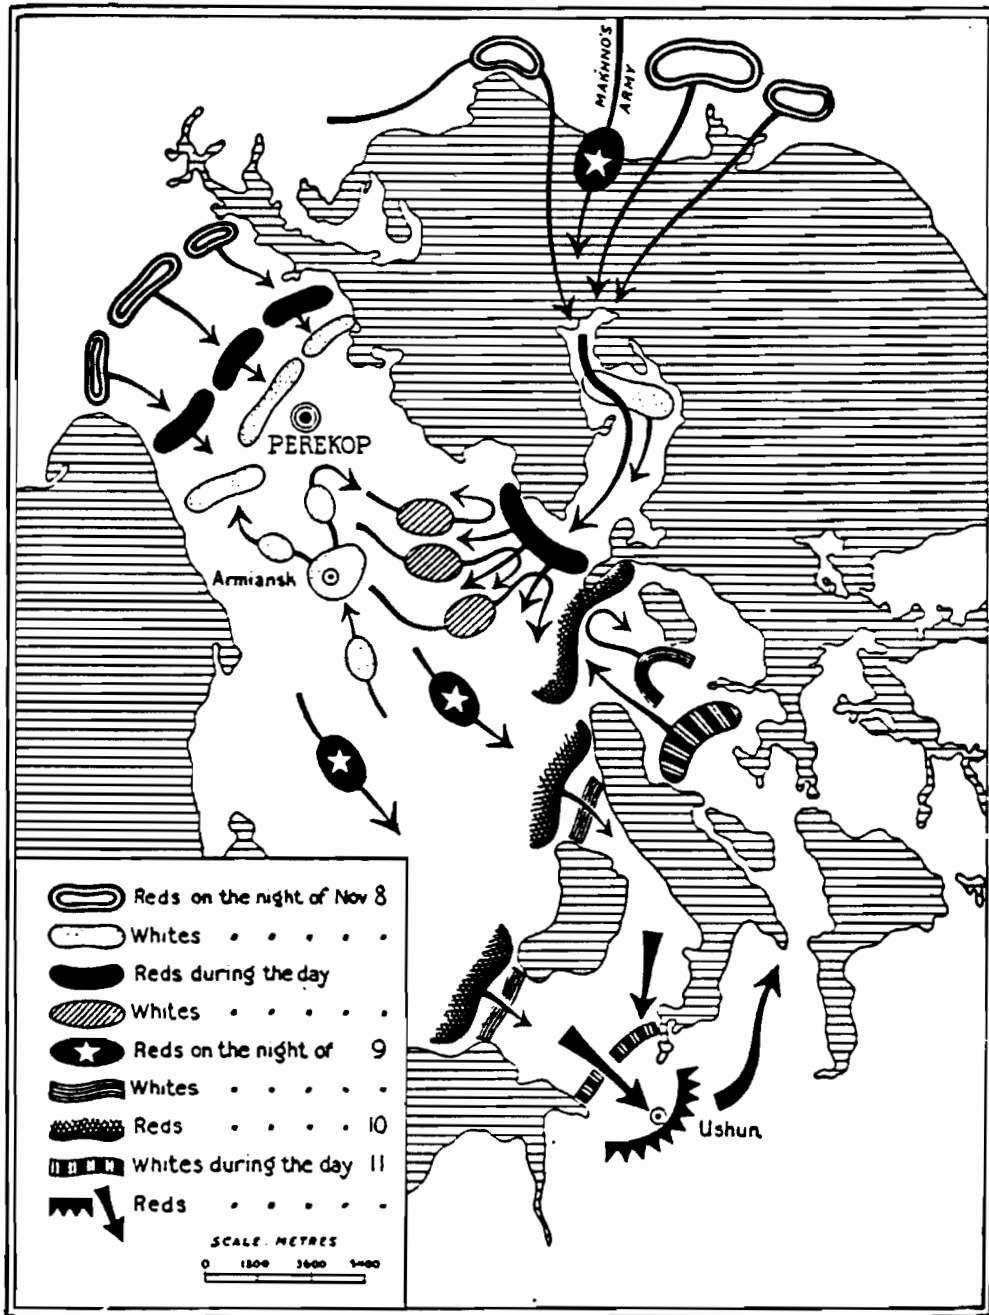 MAKHNO'S
ARMY
PEREKOP
Armiansk
Ushun
Reds on the night of Nov 8
Whites . . . . .
Reds during the day
Whites . . . . .
Reds on the night of 9
Whites . . . . .
Reds . . . . 10
Whites during the day 11
Reds . . . . .
SCALE . METRES
0 1800 3600 5400